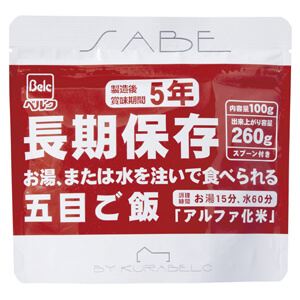 SABE
Belc
ベルク
製造後
賞味期間
5年
内容量100g
出来上がり容量
260g
スプーン付き
長期保存
お湯、または水を注いで食べられる
五目ご飯
調理
時間
お湯15分、水60分
「アルファ化米」
BY KURABELC